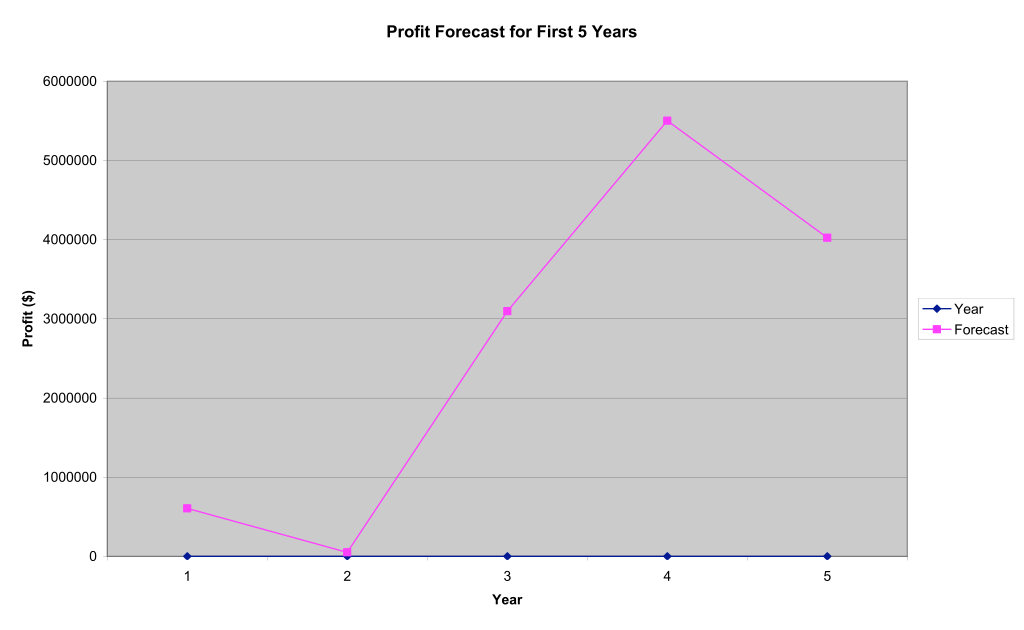 Profit Forecast for First 5 Years
6000000
5000000
4000000
3000000
2000000
1000000
0
Profit ($)
1 2 3 4 5
Year
Year
Forecast